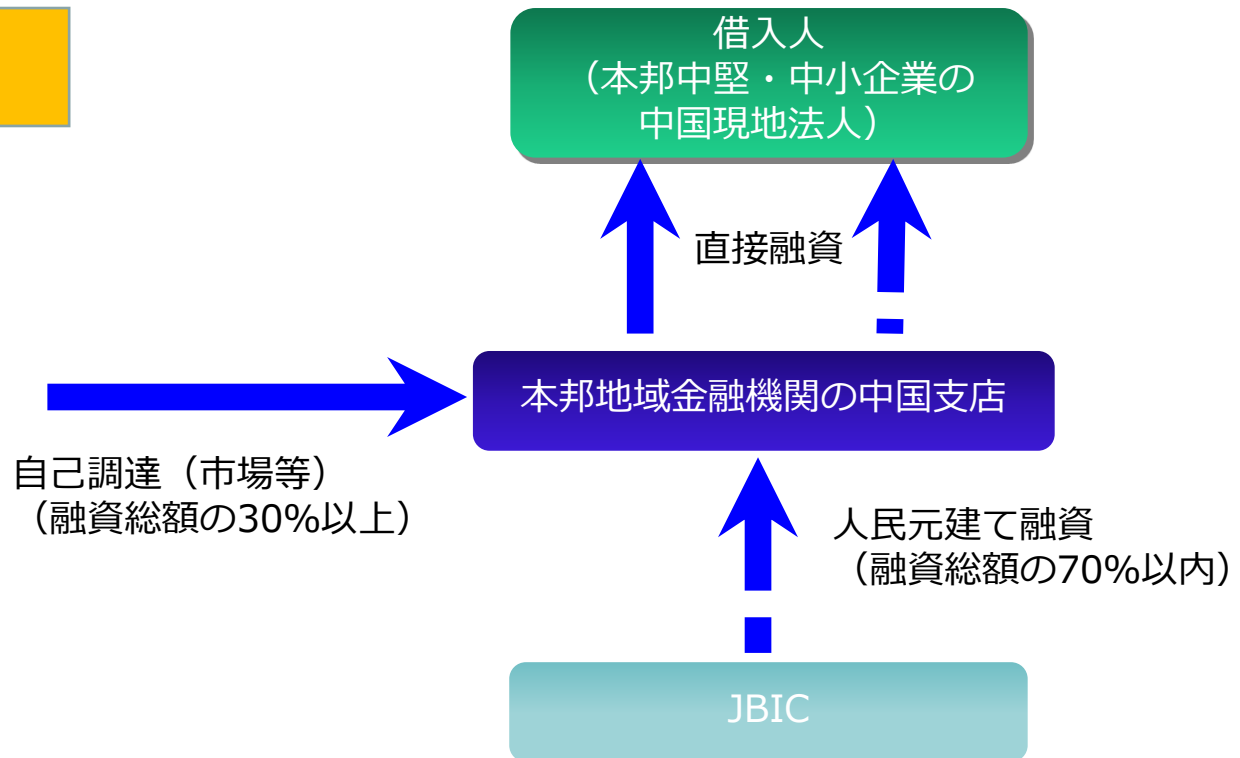 借入人
（本邦中堅・中小企業の
中国現地法人）
直接融資
本邦地域金融機関の中国支店
自己調達（市場等）
（融資総額の30%以上）
人民元建て融資
（融資総額の70%以内）
JBIC